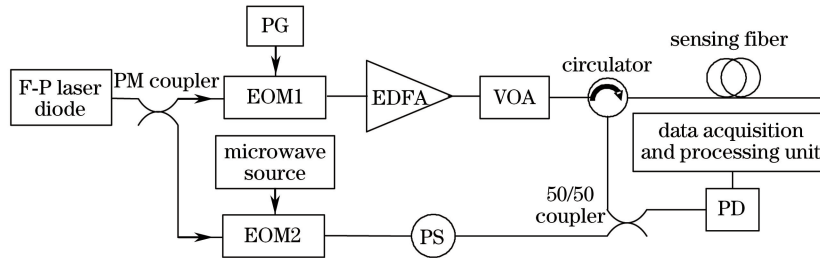 PG
sensing fiber
F-P laser
diode
PM coupler
EOM1
EDFA
VOA
circulator
data acquisition
and processing unit
microwave
source
50/50
coupler
PD
EOM2
PS